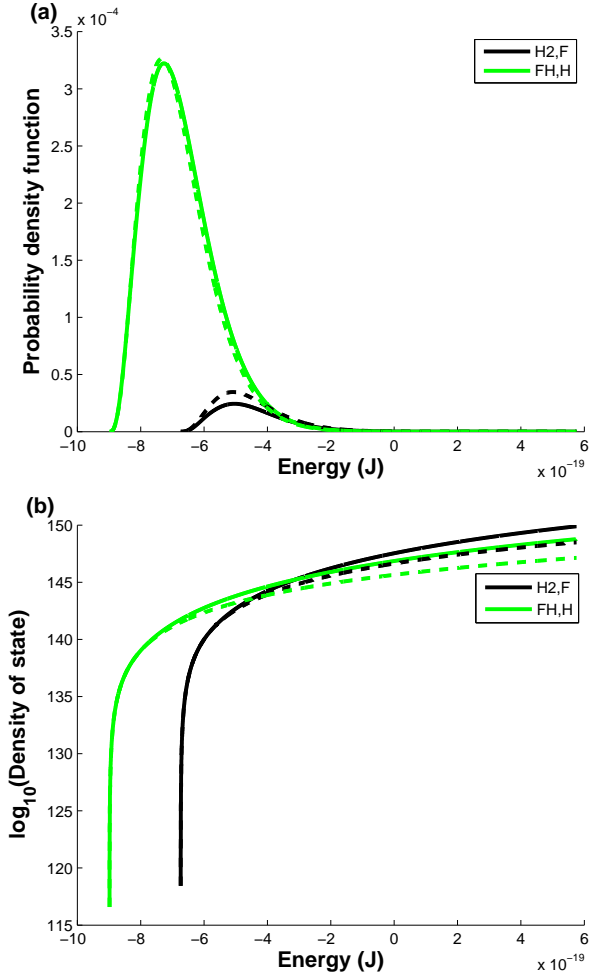 (a)
x 10⁻⁴
3.5
3
2.5
2
1.5
1
0.5
0
Probability density function
H2,F
FH,H
−10 −8 −6 −4 −2 0 2 4 6
Energy (J)
x 10⁻¹⁹
(b)
150
145
140
135
130
125
120
115
log₁₀(Density of state)
H2,F
FH,H
−10 −8 −6 −4 −2 0 2 4 6
Energy (J)
x 10⁻¹⁹